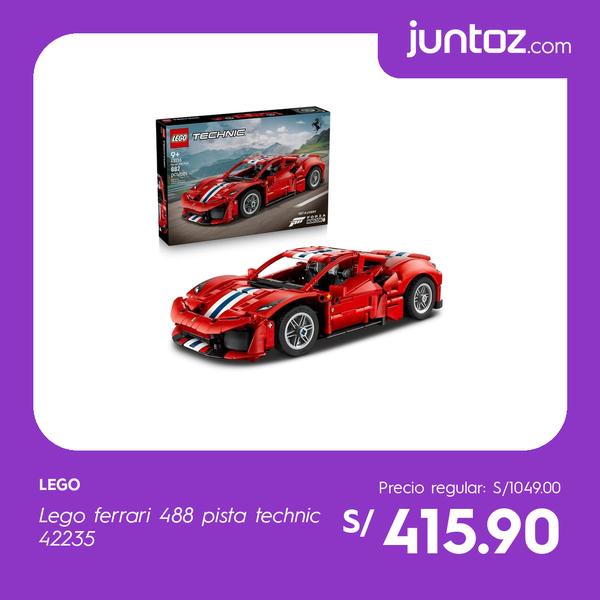 juntoz.com
LEGO TECHNIC
9+
882
FORZA
LEGO
Precio regular: S/1049.00
Lego ferrari 488 pista technic
42235
S/ 415.90